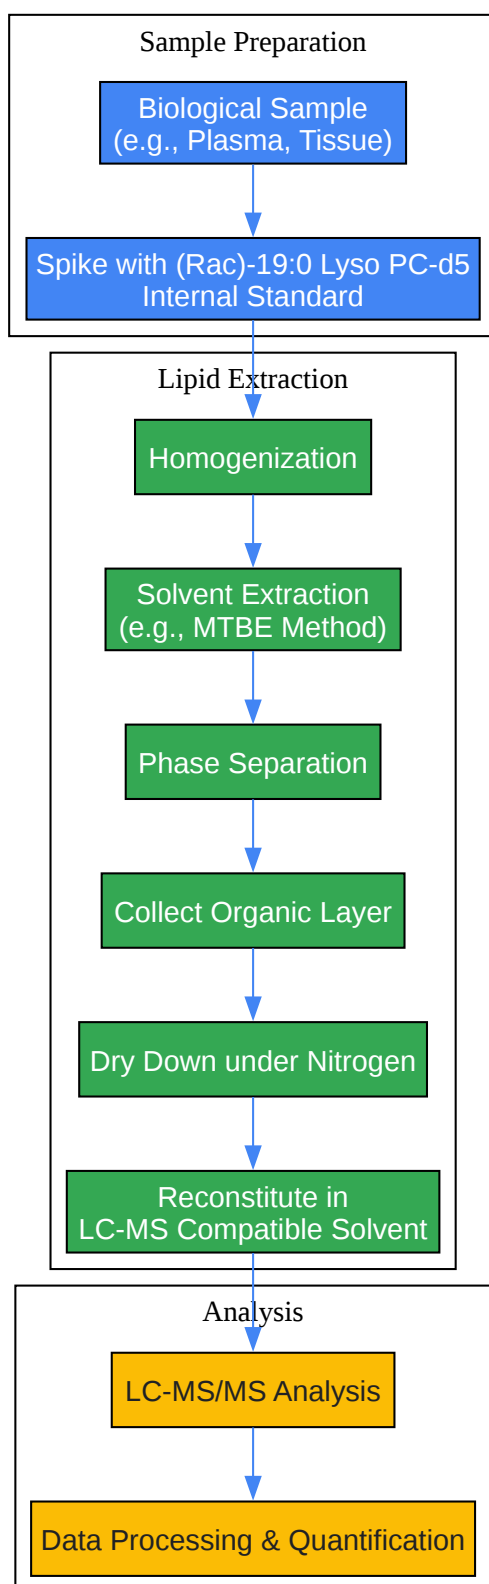 Sample Preparation
Biological Sample
(e.g., Plasma, Tissue)
Spike with (Rac)-19:0 Lyso PC-d5
Internal Standard
Lipid Extraction
Homogenization
Solvent Extraction
(e.g., MTBE Method)
Phase Separation
Collect Organic Layer
Dry Down under Nitrogen
Reconstitute in
LC-MS Compatible Solvent
Analysis
LC-MS/MS Analysis
Data Processing & Quantification